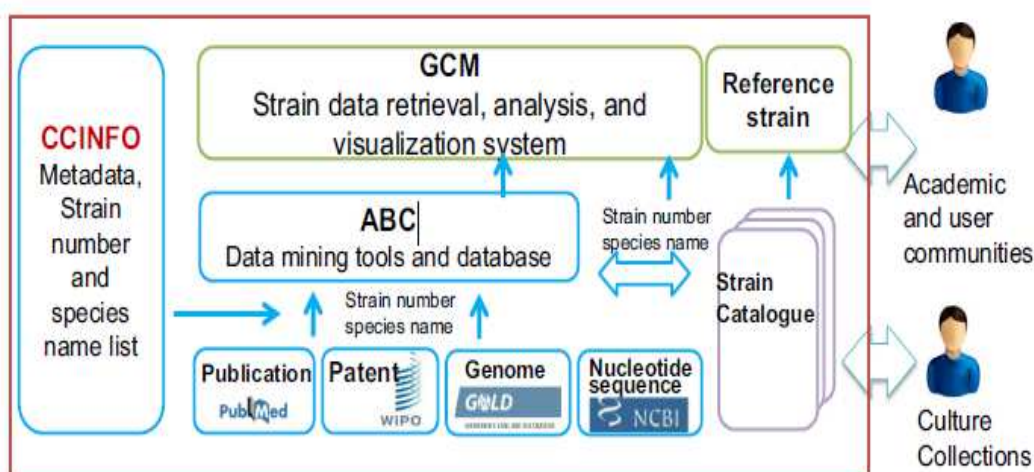 CCINFO
Metadata,
Strain
number
and
species
name list
GCM
Strain data retrieval, analysis, and
visualization system
Reference
strain
ABC
Data mining tools and database
Strain number
species name
Strain number
species name
Publication
PubMed
Patent
WIPO
Genome
GOLD
Nucleotide
sequence
NCBI
Strain
Catalogue
Academic
and user
communities
Culture
Collections